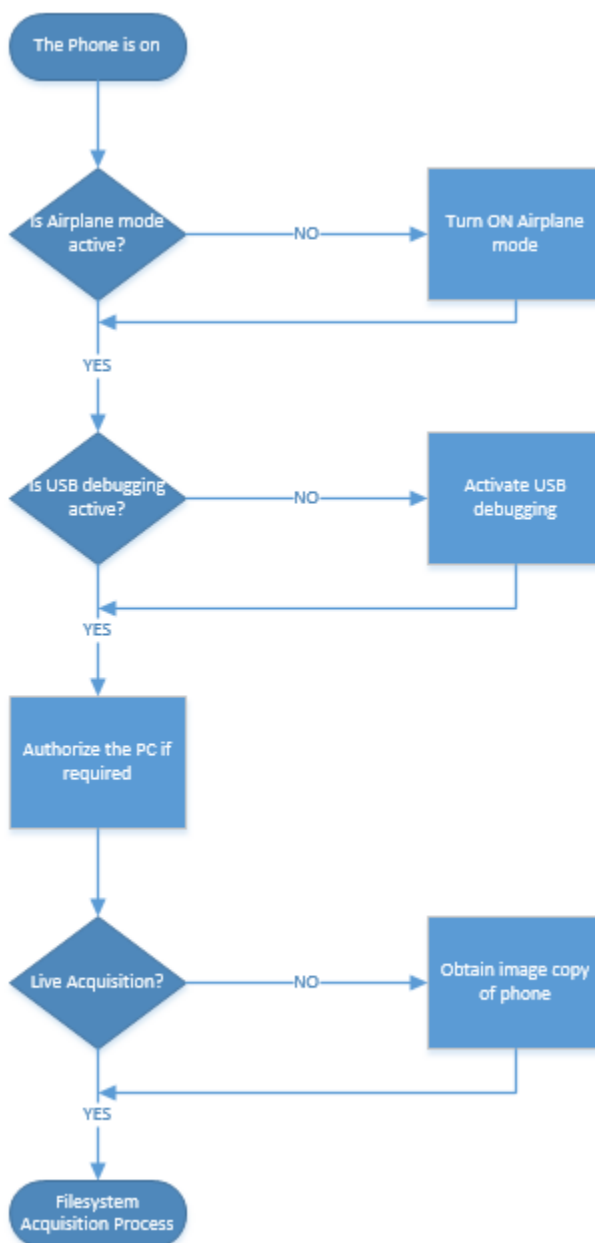 The Phone is on
Is Airplane mode
active?
NO
Turn ON Airplane
mode
YES
Is USB debugging
active?
NO
Activate USB
debugging
YES
Authorize the PC if
required
Live Acquisition?
NO
Obtain image copy
of phone
YES
Filesystem
Acquisition Process